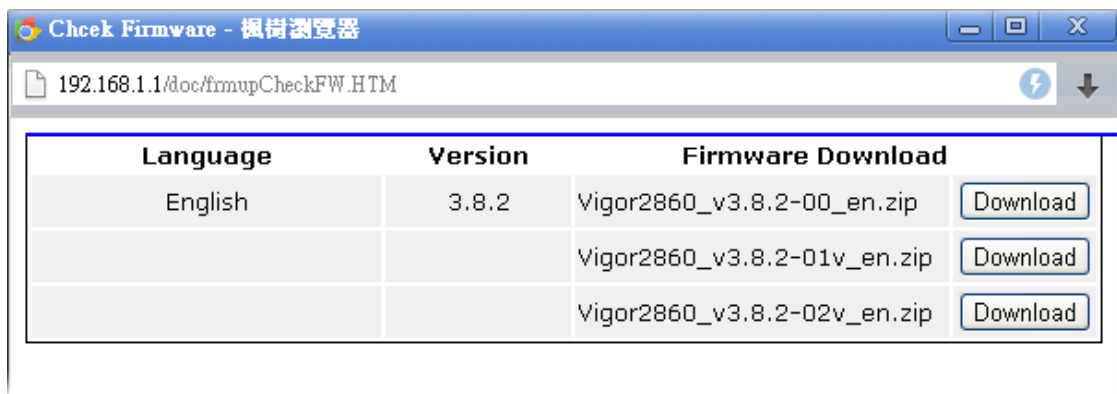 Chcek Firmware - 楓樹瀏覽器
192.168.1.1/doc/frmupCheckFW.HTM
Language Version Firmware Download
English 3.8.2 Vigor2860_v3.8.2-00_en.zip Download
Vigor2860_v3.8.2-01v_en.zip Download
Vigor2860_v3.8.2-02v_en.zip Download